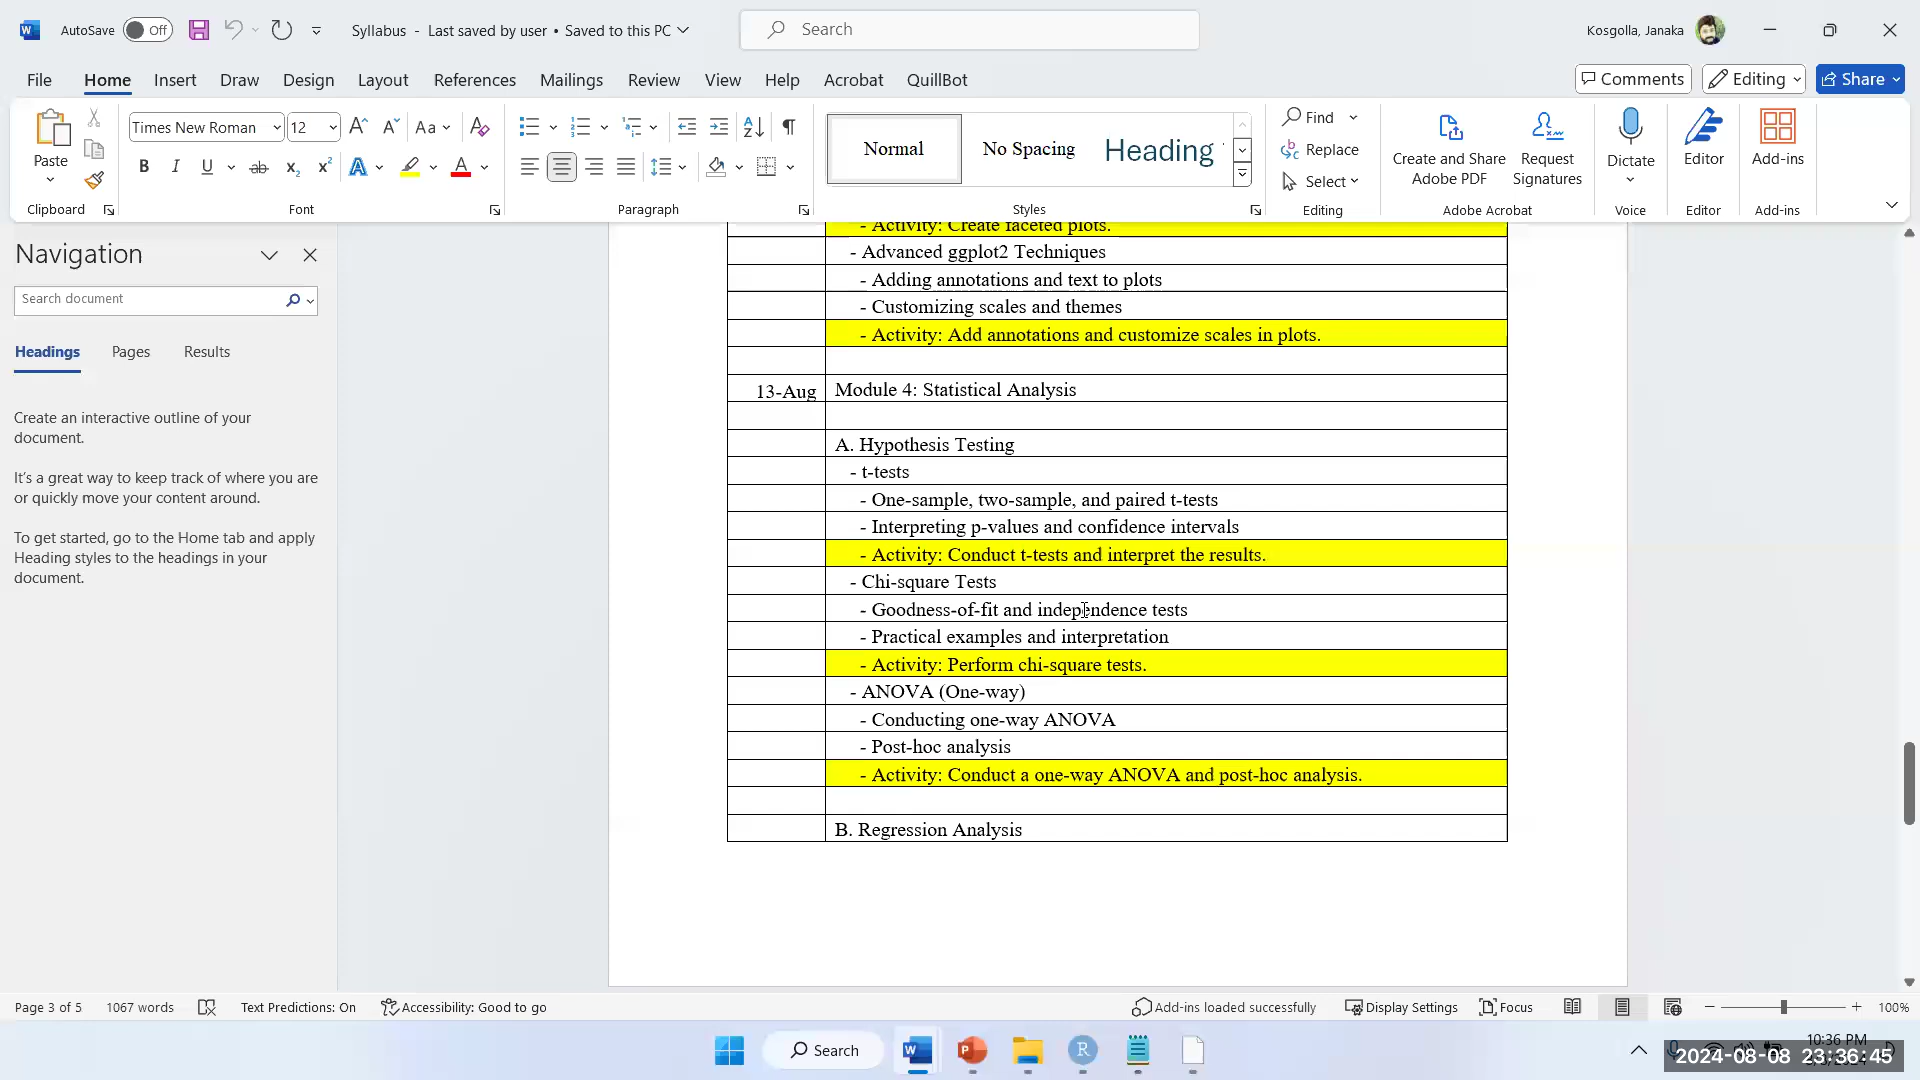 AutoSave Off Syllabus - Last saved by user • Saved to this PC Search Kosgolla, Janaka
File Home Insert Draw Design Layout References Mailings Review View Help Acrobat QuillBot Comments Editing Share
Paste Times New Roman 12 Normal No Spacing Heading Find Replace Select Create and Share Adobe PDF Request Signatures Dictate Editor Add-ins
Clipboard Font Paragraph Styles Editing Adobe Acrobat Voice Editor Add-ins
Navigation
Search document
Headings Pages Results
Create an interactive outline of your
document.
It's a great way to keep track of where you are
or quickly move your content around.
To get started, go to the Home tab and apply
Heading styles to the headings in your
document.
- Activity: Create faceted plots.
- Advanced ggplot2 Techniques
- Adding annotations and text to plots
- Customizing scales and themes
- Activity: Add annotations and customize scales in plots.
13-Aug Module 4: Statistical Analysis
A. Hypothesis Testing
- t-tests
- One-sample, two-sample, and paired t-tests
- Interpreting p-values and confidence intervals
- Activity: Conduct t-tests and interpret the results.
- Chi-square Tests
- Goodness-of-fit and independence tests
- Practical examples and interpretation
- Activity: Perform chi-square tests.
- ANOVA (One-way)
- Conducting one-way ANOVA
- Post-hoc analysis
- Activity: Conduct a one-way ANOVA and post-hoc analysis.
B. Regression Analysis
Page 3 of 5 1067 words Text Predictions: On Accessibility: Good to go Add-ins loaded successfully Display Settings Focus 100%
Search
10:36 PM
2024-08-08 23:36:45